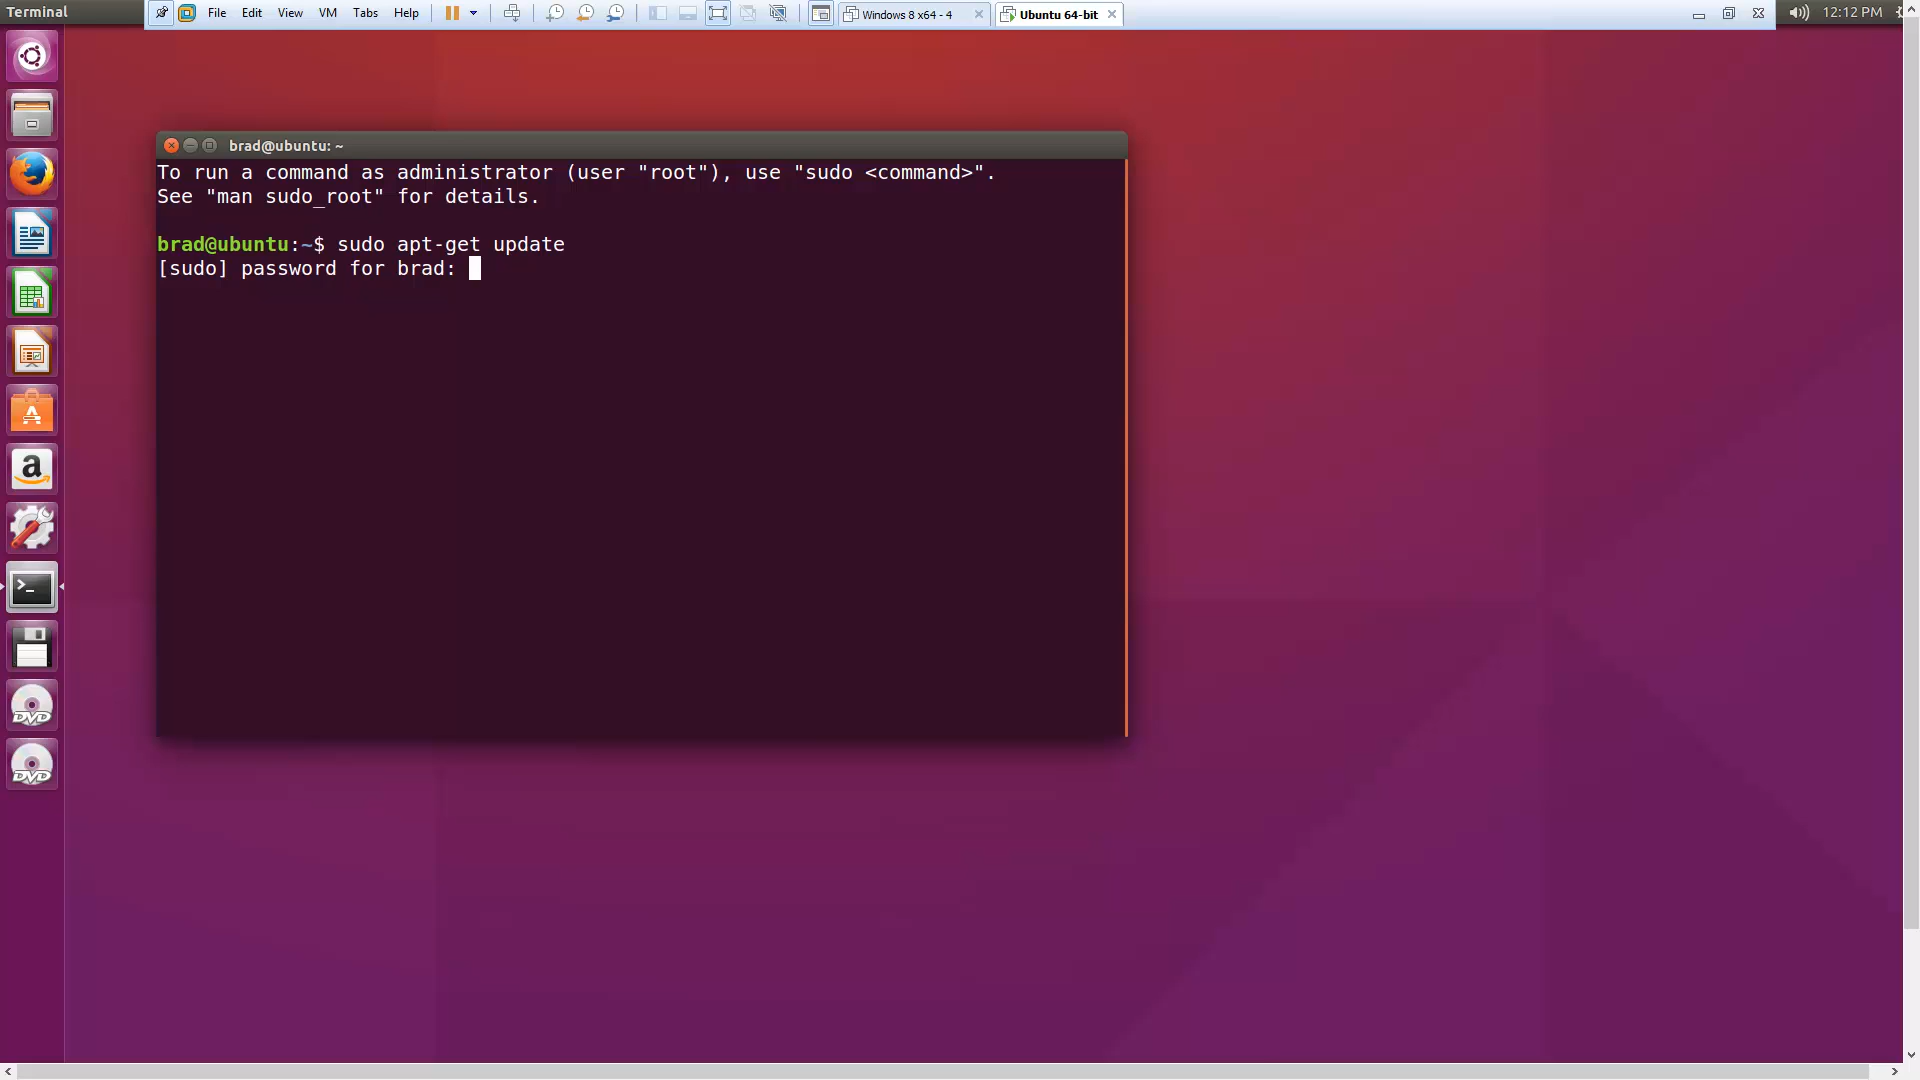 Terminal
File Edit View VM Tabs Help
Windows 8 x64 - 4
Ubuntu 64-bit
12:12 PM
brad@ubuntu: ~
To run a command as administrator (user "root"), use "sudo <command>".
See "man sudo_root" for details.
brad@ubuntu:~$ sudo apt-get update
[sudo] password for brad:
A
a
>_
DVD
DVD